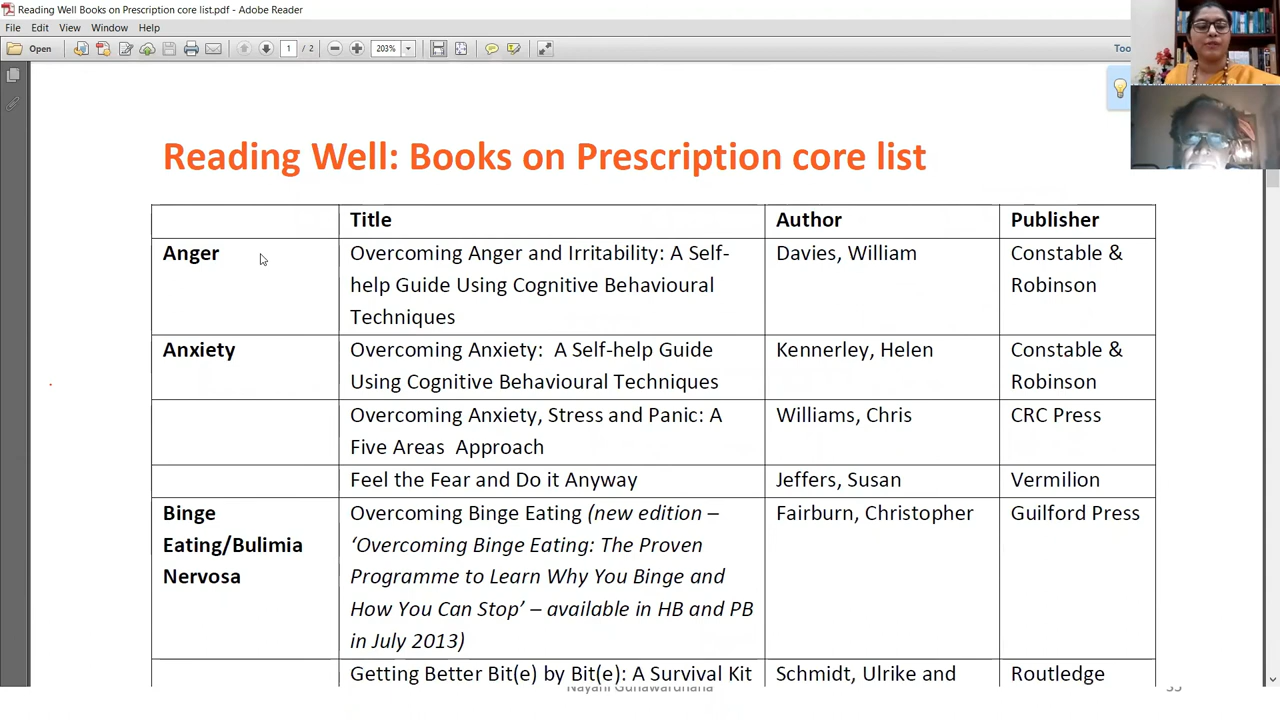 Reading Well Books on Prescription core list.pdf - Adobe Reader
File Edit View Window Help
Open 1 / 2 203% Too
Reading Well: Books on Prescription core list
Title Author Publisher
Anger Overcoming Anger and Irritability: A Self- Davies, William Constable &
help Guide Using Cognitive Behavioural Robinson
Techniques
Anxiety Overcoming Anxiety: A Self-help Guide Kennerley, Helen Constable &
Using Cognitive Behavioural Techniques Robinson
Overcoming Anxiety, Stress and Panic: A Williams, Chris CRC Press
Five Areas Approach
Feel the Fear and Do it Anyway Jeffers, Susan Vermilion
Binge Overcoming Binge Eating (new edition – Fairburn, Christopher Guilford Press
Eating/Bulimia ‘Overcoming Binge Eating: The Proven
Nervosa Programme to Learn Why You Binge and
How You Can Stop’ – available in HB and PB
in July 2013)
Getting Better Bit(e) by Bit(e): A Survival Kit Schmidt, Ulrike and Routledge